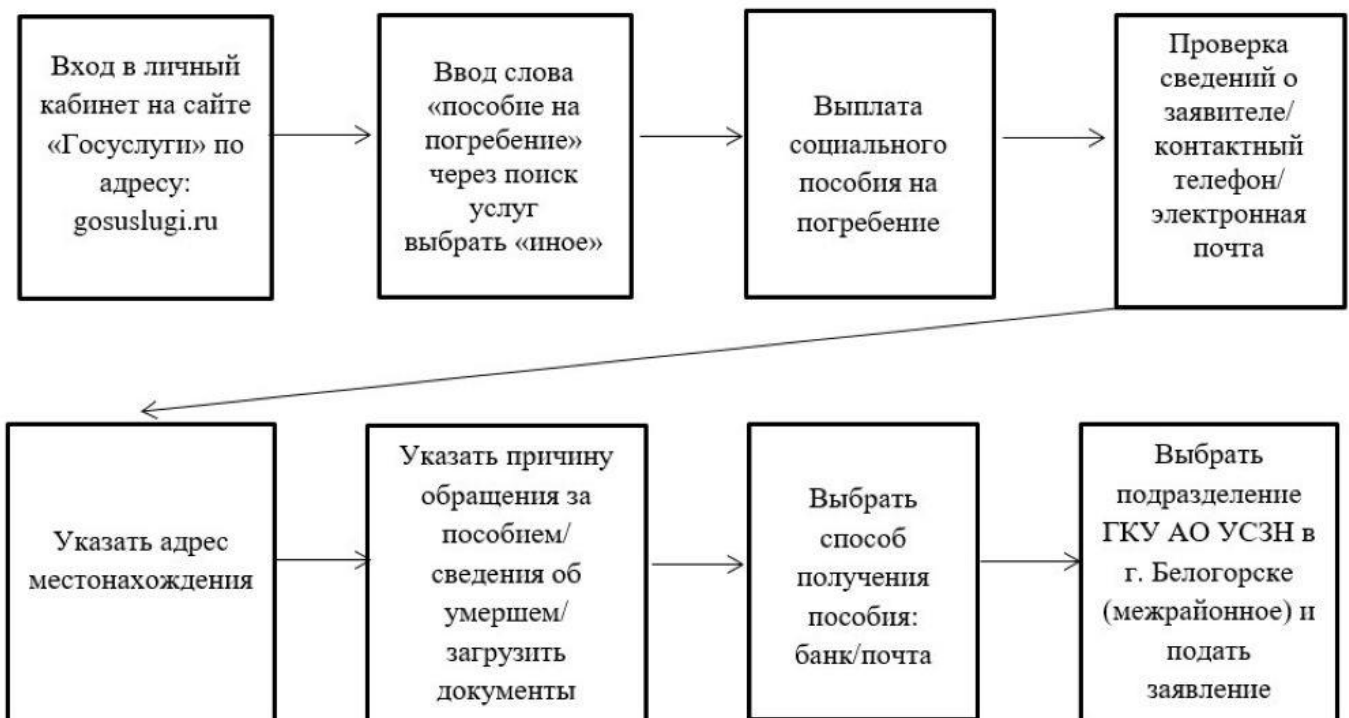 Вход в личный
кабинет на сайте
«Госуслуги» по
адресу:
gosuslugi.ru
Ввод слова
«пособие на
погребение»
через поиск
услуг
выбрать «иное»
Выплата
социального
пособия на
погребение
Проверка
сведений о
заявителе/
контактный
телефон/
электронная
почта
Указать адрес
местонахождения
Указать причину
обращения за
пособием/
сведения об
умершем/
загрузить
документы
Выбрать
способ
получения
пособия:
банк/почта
Выбрать
подразделение
ГКУ АО УСЗН в
г. Белогорске
(межрайонное) и
подать
заявление